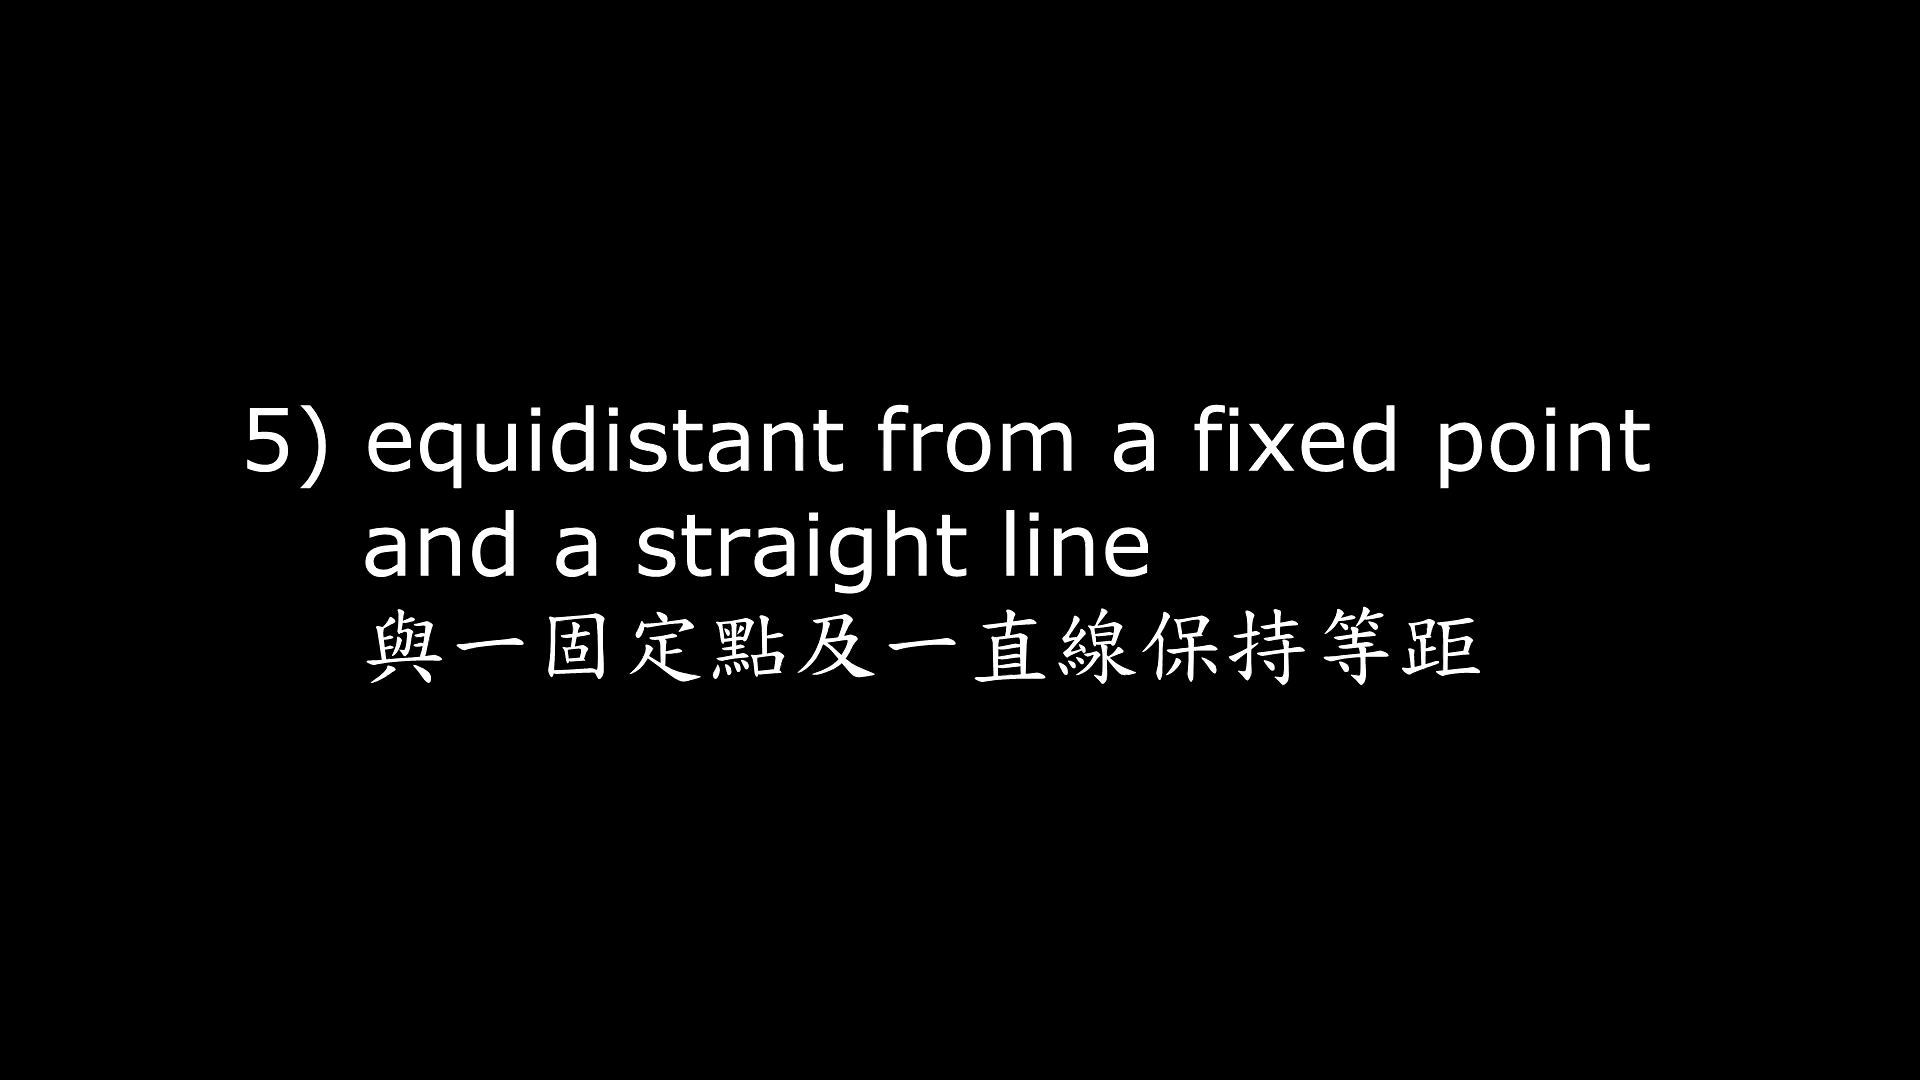 5) equidistant from a fixed point
and a straight line
與一固定點及一直線保持等距